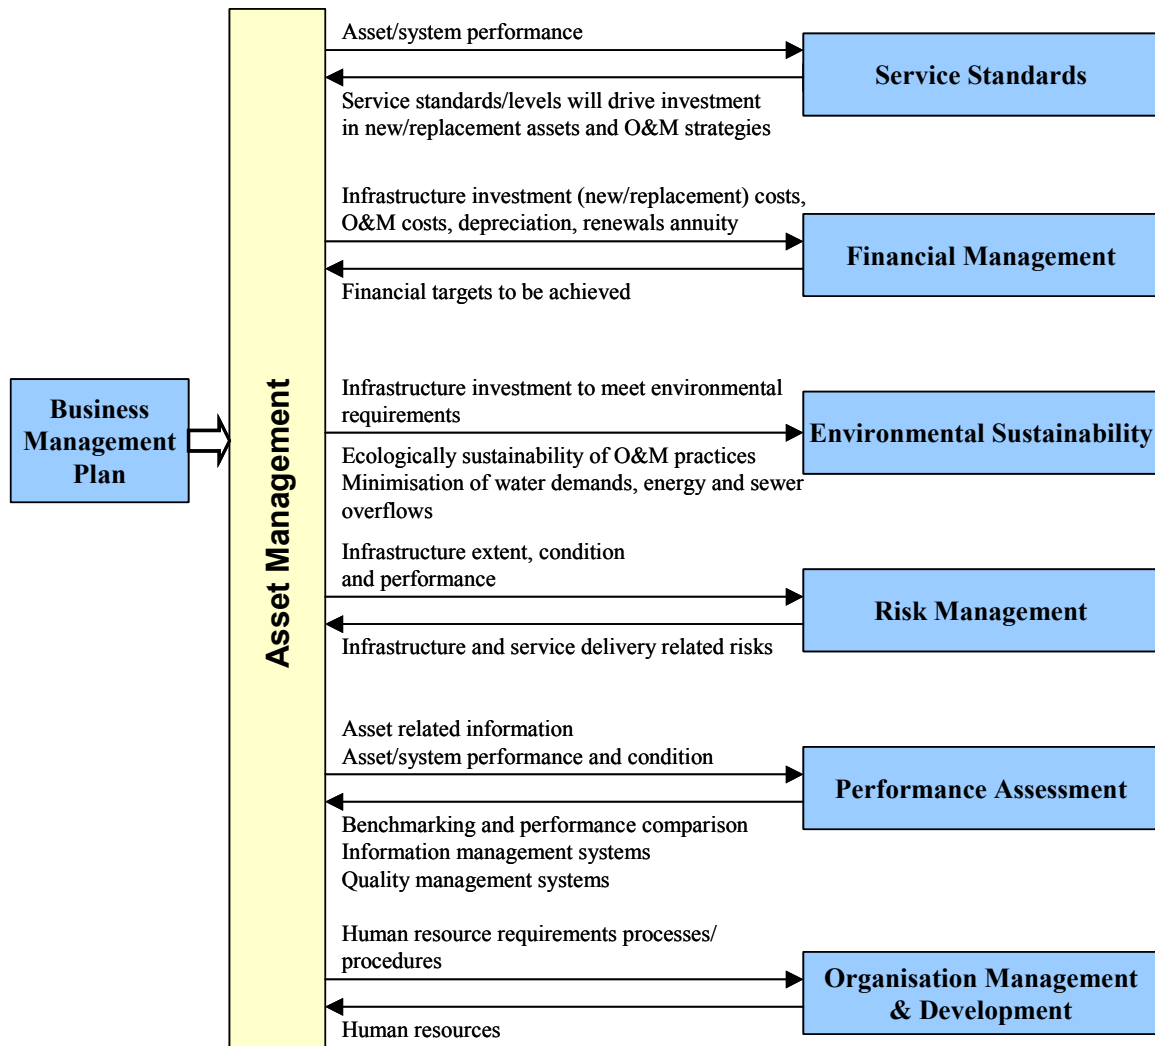 Asset/system performance
Service Standards
Service standards/levels will drive investment
in new/replacement assets and O&M strategies
Infrastructure investment (new/replacement) costs,
O&M costs, depreciation, renewals annuity
Financial Management
Financial targets to be achieved
Business
Management
Plan
Asset Management
Infrastructure investment to meet environmental
requirements
Environmental Sustainability
Ecologically sustainability of O&M practices
Minimisation of water demands, energy and sewer
overflows
Infrastructure extent, condition
and performance
Risk Management
Infrastructure and service delivery related risks
Asset related information
Asset/system performance and condition
Performance Assessment
Benchmarking and performance comparison
Information management systems
Quality management systems
Human resource requirements processes/
procedures
Organisation Management
& Development
Human resources